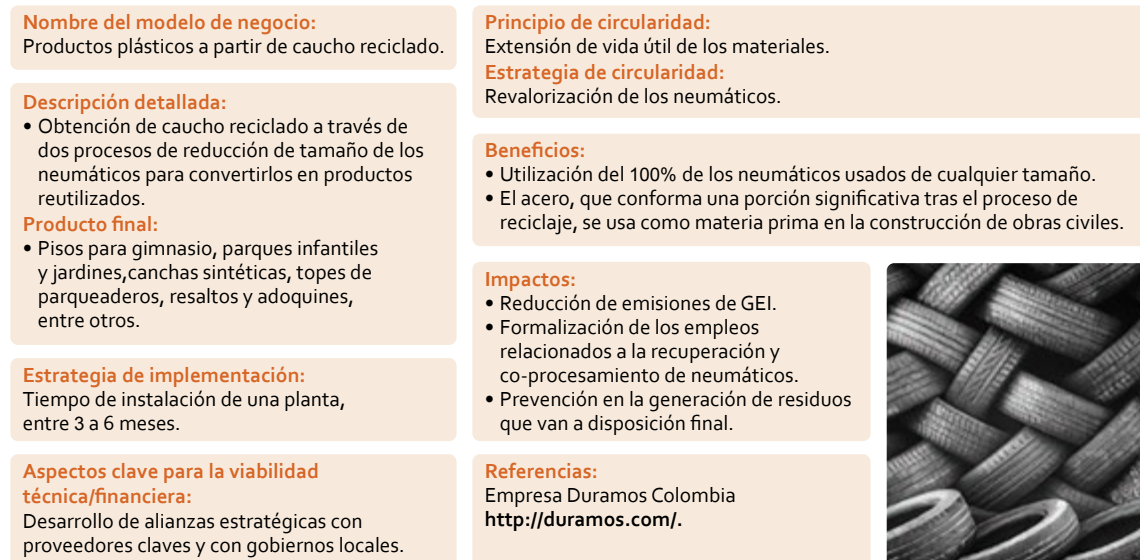 Nombre del modelo de negocio:
Productos plásticos a partir de caucho reciclado.
Descripción detallada:
• Obtención de caucho reciclado a través de
dos procesos de reducción de tamaño de los
neumáticos para convertirlos en productos
reutilizados.
Producto final:
• Pisos para gimnasio, parques infantiles
y jardines,canchas sintéticas, topes de
parqueaderos, resaltos y adoquines,
entre otros.
Estrategia de implementación:
Tiempo de instalación de una planta,
entre 3 a 6 meses.
Aspectos clave para la viabilidad
técnica/financiera:
Desarrollo de alianzas estratégicas con
proveedores claves y con gobiernos locales.
Principio de circularidad:
Extensión de vida útil de los materiales.
Estrategia de circularidad:
Revalorización de los neumáticos.
Beneficios:
• Utilización del 100% de los neumáticos usados de cualquier tamaño.
• El acero, que conforma una porción significativa tras el proceso de
reciclaje, se usa como materia prima en la construcción de obras civiles.
Impactos:
• Reducción de emisiones de GEI.
• Formalización de los empleos
relacionados a la recuperación y
co-procesamiento de neumáticos.
• Prevención en la generación de residuos
que van a disposición final.
Referencias:
Empresa Duramos Colombia
http://duramos.com/.